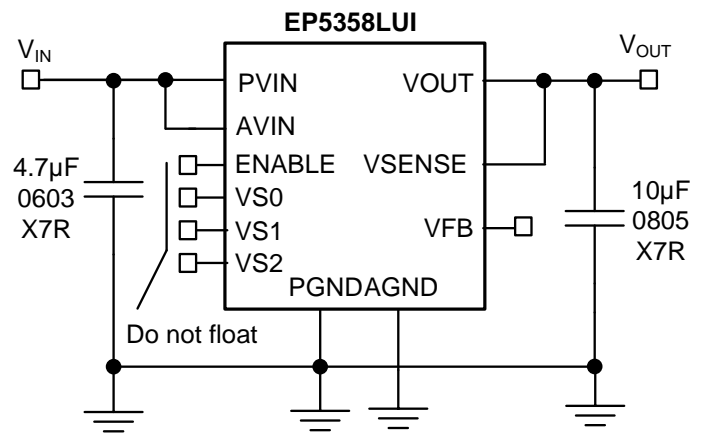 EP5358LUI
VIN
VOUT
PVIN
VOUT
AVIN
ENABLE
VSENSE
4.7µF
0603
X7R
VS0
VS1
VFB
VS2
10µF
0805
X7R
PGNDAGND
Do not float